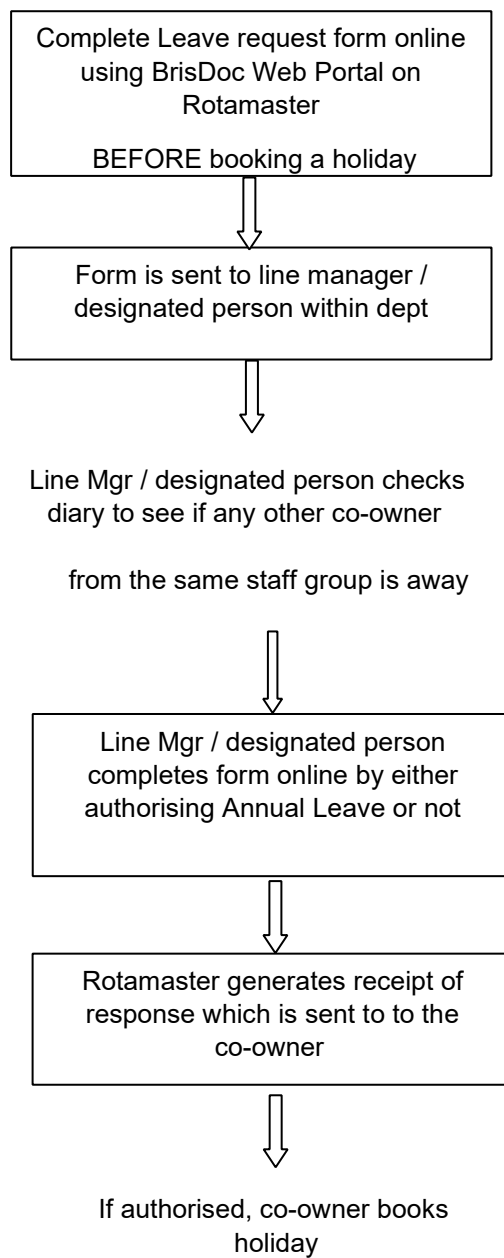 Complete Leave request form online
using BrisDoc Web Portal on
Rotamaster
BEFORE booking a holiday
Form is sent to line manager /
designated person within dept
Line Mgr / designated person checks
diary to see if any other co-owner
from the same staff group is away
Line Mgr / designated person
completes form online by either
authorising Annual Leave or not
Rotamaster generates receipt of
response which is sent to to the
co-owner
If authorised, co-owner books
holiday